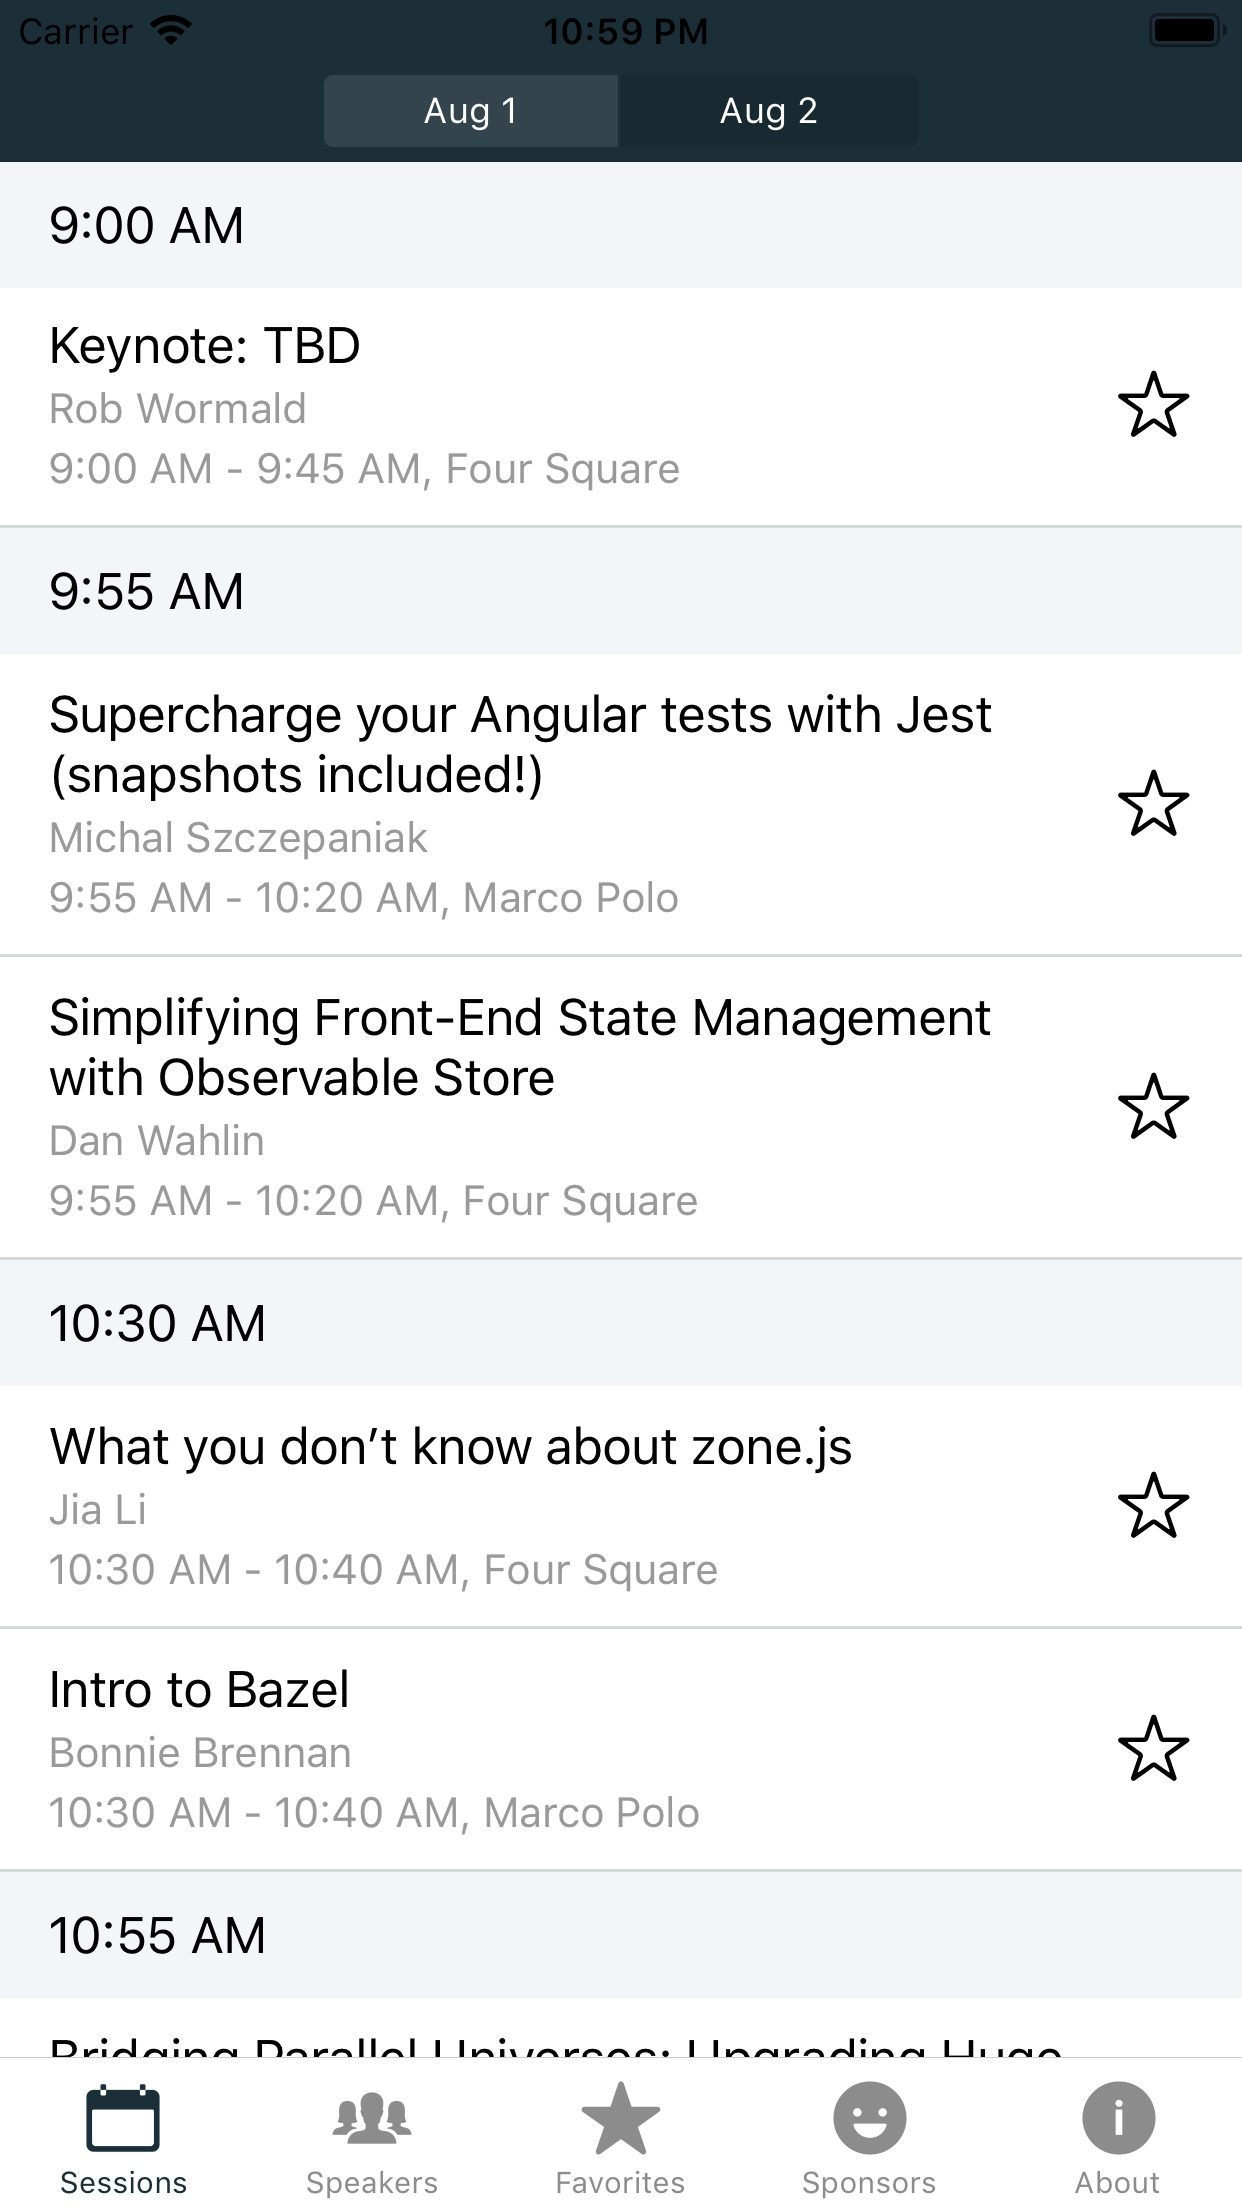 Carrier 10:59 PM
Aug 1 Aug 2
9:00 AM
Keynote: TBD
Rob Wormald
9:00 AM - 9:45 AM, Four Square
9:55 AM
Supercharge your Angular tests with Jest
(snapshots included!)
Michal Szczepaniak
9:55 AM - 10:20 AM, Marco Polo
Simplifying Front-End State Management
with Observable Store
Dan Wahlin
9:55 AM - 10:20 AM, Four Square
10:30 AM
What you don’t know about zone.js
Jia Li
10:30 AM - 10:40 AM, Four Square
Intro to Bazel
Bonnie Brennan
10:30 AM - 10:40 AM, Marco Polo
10:55 AM
Bridging Parallel Universes: Upgrading Huge
Sessions Speakers Favorites Sponsors About